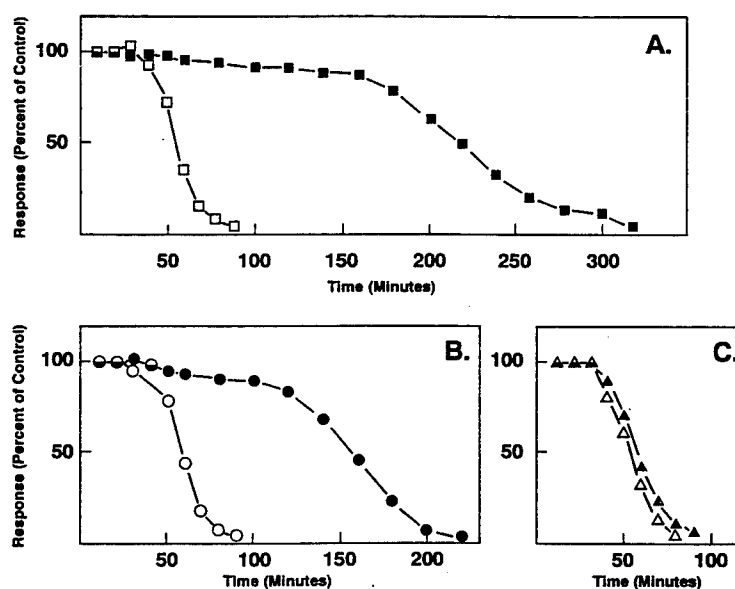 A.
Response (Percent of Control)
100
50
50 100 150 200 250 300
Time (Minutes)
B.
Response (Percent of Control)
100
50
50 100 150 200
Time (Minutes)
C.
100
50
50 100
Time (Minutes)